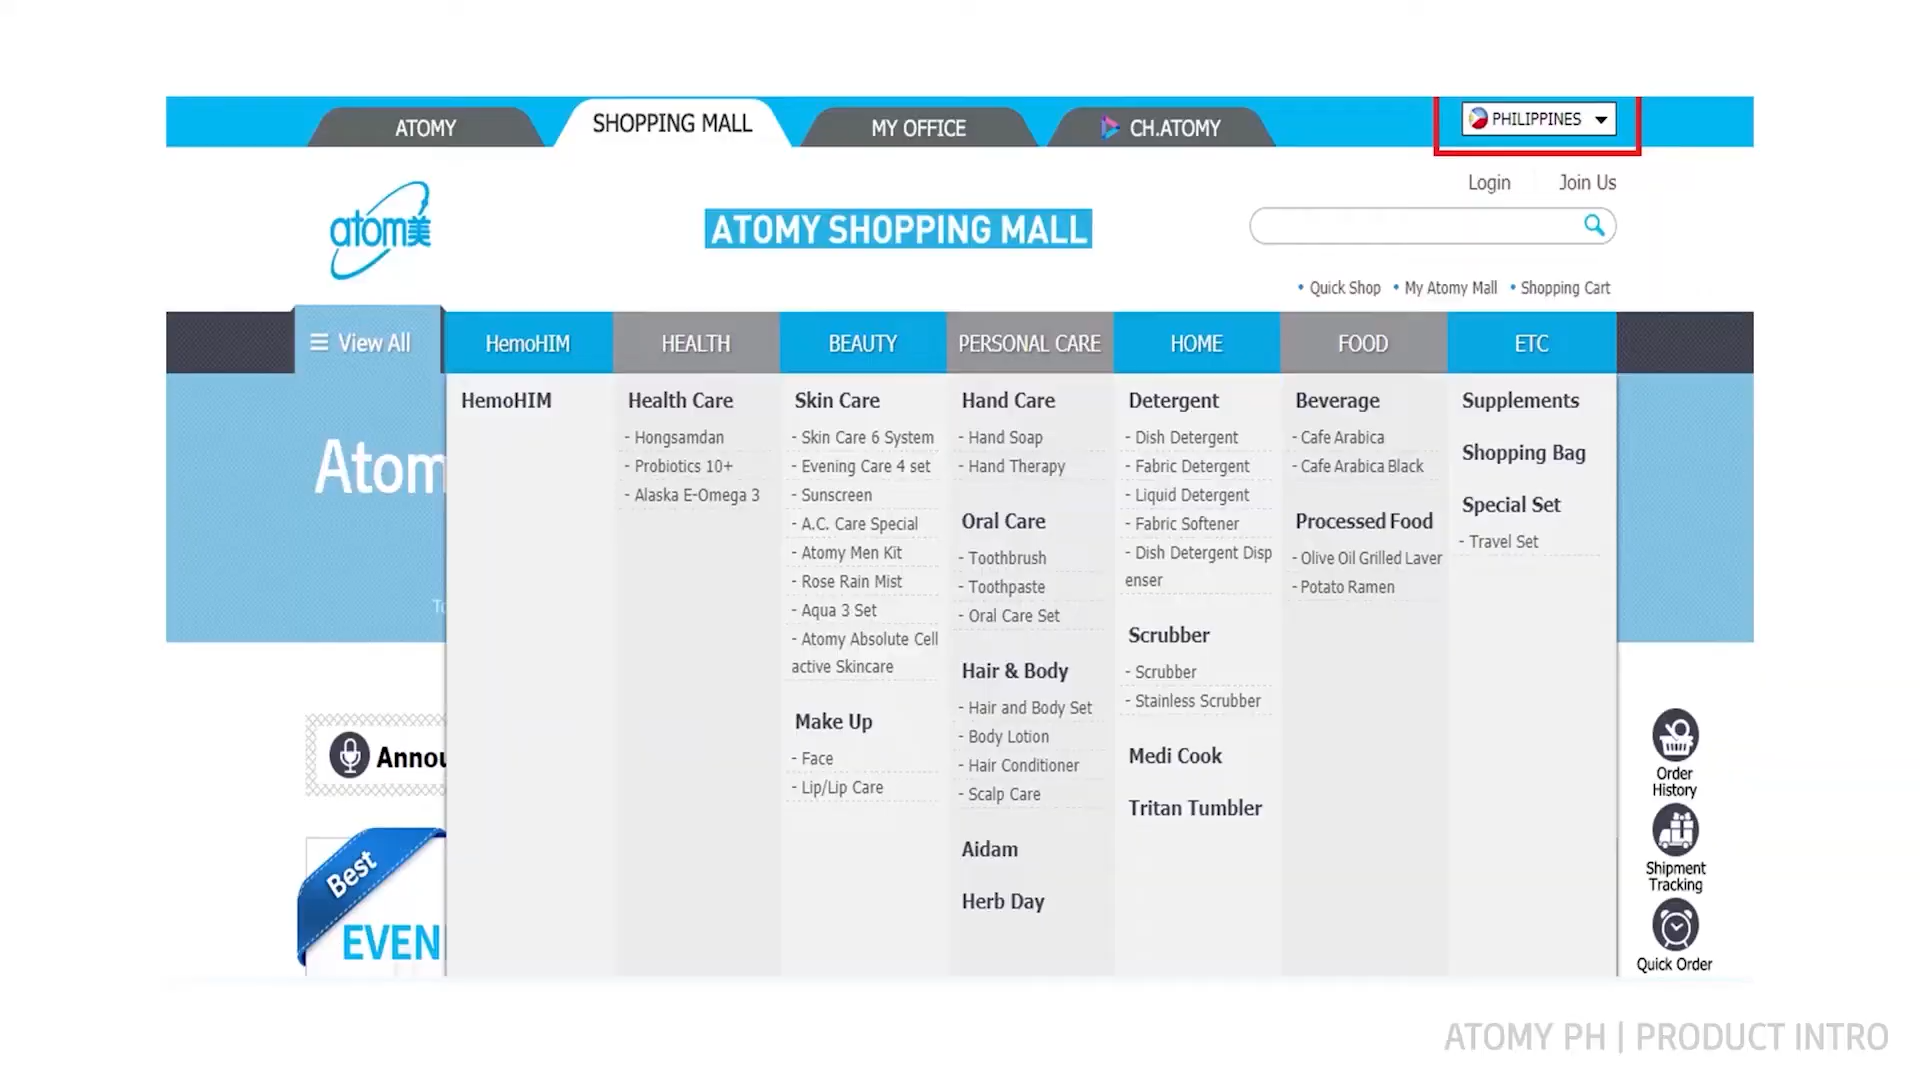 ATOMY
SHOPPING MALL
MY OFFICE
CH.ATOMY
PHILIPPINES
Login
Join Us
atom美
ATOMY SHOPPING MALL
• Quick Shop • My Atomy Mall • Shopping Cart
View All
HemoHIM
HEALTH
BEAUTY
PERSONAL CARE
HOME
FOOD
ETC
HemoHIM
Health Care
- Hongsamdan
- Probiotics 10+
- Alaska E-Omega 3
Skin Care
- Skin Care 6 System
- Evening Care 4 set
- Sunscreen
- A.C. Care Special
- Atomy Men Kit
- Rose Rain Mist
- Aqua 3 Set
- Atomy Absolute Cell
active Skincare
Make Up
- Face
- Lip/Lip Care
Hand Care
- Hand Soap
- Hand Therapy
Oral Care
- Toothbrush
- Toothpaste
- Oral Care Set
Hair & Body
- Hair and Body Set
- Body Lotion
- Hair Conditioner
- Scalp Care
Aidam
Herb Day
Detergent
- Dish Detergent
- Fabric Detergent
- Liquid Detergent
- Fabric Softener
- Dish Detergent Disp
enser
Scrubber
- Scrubber
- Stainless Scrubber
Medi Cook
Tritan Tumbler
Beverage
- Cafe Arabica
- Cafe Arabica Black
Processed Food
- Olive Oil Grilled Laver
- Potato Ramen
Supplements
Shopping Bag
Special Set
- Travel Set
Atom
To
Annou
Best
EVEN
Order
History
Shipment
Tracking
Quick Order
ATOMY PH | PRODUCT INTRO